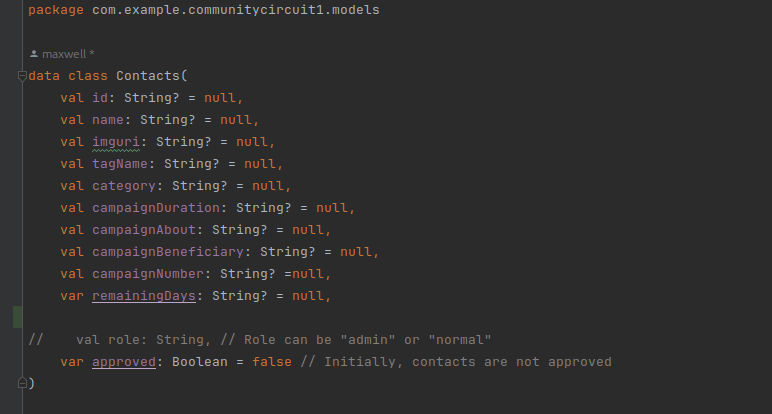 package com.example.communitycircuit1.models
maxwell *
data class Contacts(
    val id: String? = null,
    val name: String? = null,
    val imguri: String? = null,
    val tagName: String? = null,
    val category: String? = null,
    val campaignDuration: String? = null,
    val campaignAbout: String? = null,
    val campaignBeneficiary: String? = null,
    val campaignNumber: String? =null,
    var remainingDays: String? = null,
//    val role: String, // Role can be "admin" or "normal"
    var approved: Boolean = false // Initially, contacts are not approved
)